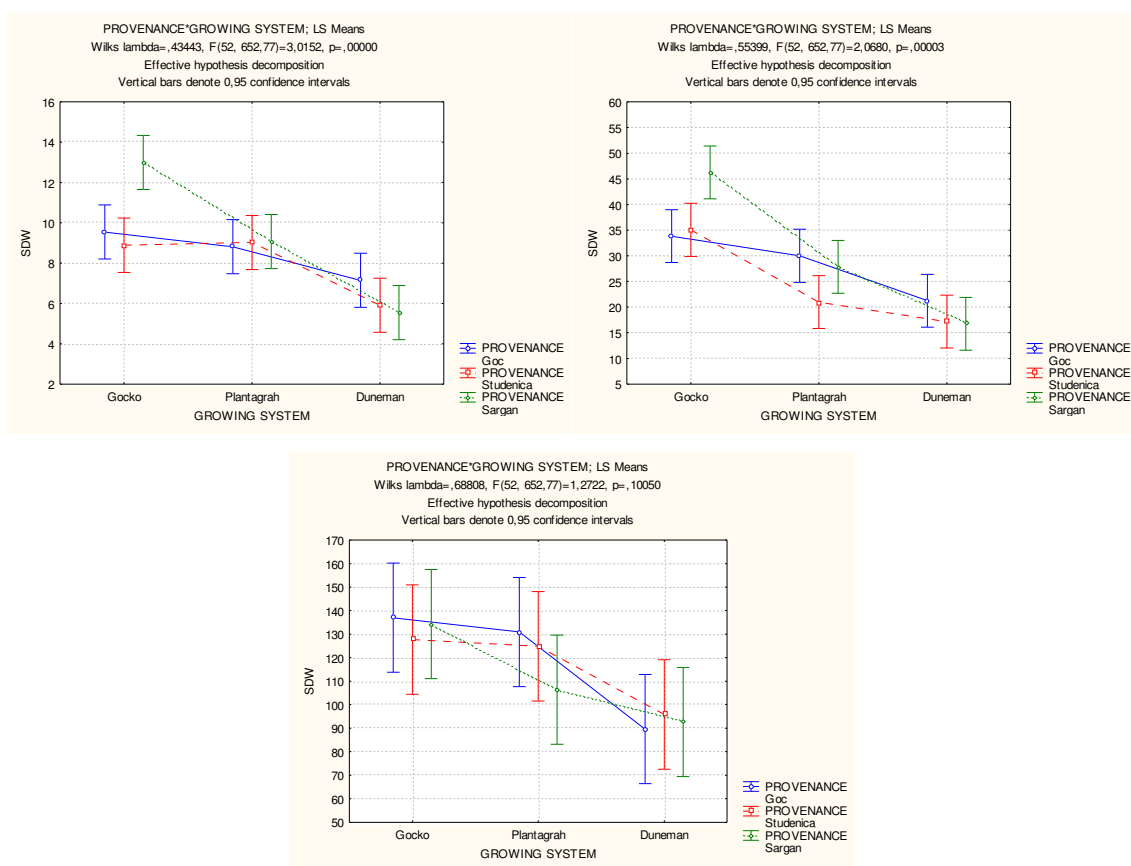 PROVENANCE*GROWING SYSTEM; LS Means
Wilks lambda=,43443, F(52, 652,77)=3,0152, p=,00000
Effective hypothesis decomposition
Vertical bars denote 0,95 confidence intervals
16
14
12
10
8
6
4
2
SDW
Gocko Plantagrah Duneman
GROWING SYSTEM
PROVENANCE
Goc
PROVENANCE
Studenica
PROVENANCE
Sargan
PROVENANCE*GROWING SYSTEM; LS Means
Wilks lambda=,55399, F(52, 652,77)=2,0680, p=,00003
Effective hypothesis decomposition
Vertical bars denote 0,95 confidence intervals
60
55
50
45
40
35
30
25
20
15
10
5
SDW
Gocko Plantagrah Duneman
GROWING SYSTEM
PROVENANCE
Goc
PROVENANCE
Studenica
PROVENANCE
Sargan
PROVENANCE*GROWING SYSTEM; LS Means
Wilks lambda=,68808, F(52, 652,77)=1,2722, p=,10050
Effective hypothesis decomposition
Vertical bars denote 0,95 confidence intervals
170
160
150
140
130
120
110
100
90
80
70
60
50
SDW
Gocko Plantagrah Duneman
GROWING SYSTEM
PROVENANCE
Goc
PROVENANCE
Studenica
PROVENANCE
Sargan